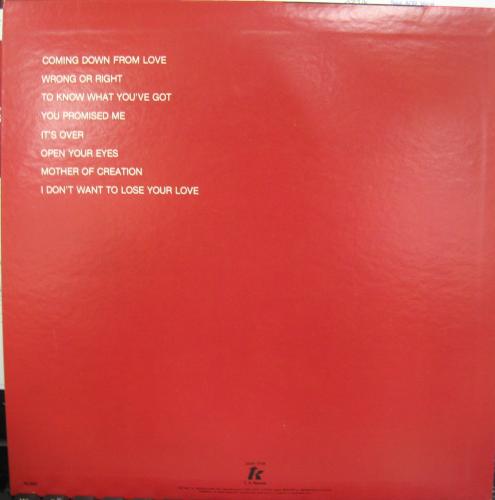 COMING DOWN FROM LOVE
WRONG OR RIGHT
TO KNOW WHAT YOU'VE GOT
YOU PROMISED ME
IT'S OVER
OPEN YOUR EYES
MOTHER OF CREATION
I DON'T WANT TO LOSE YOUR LOVE